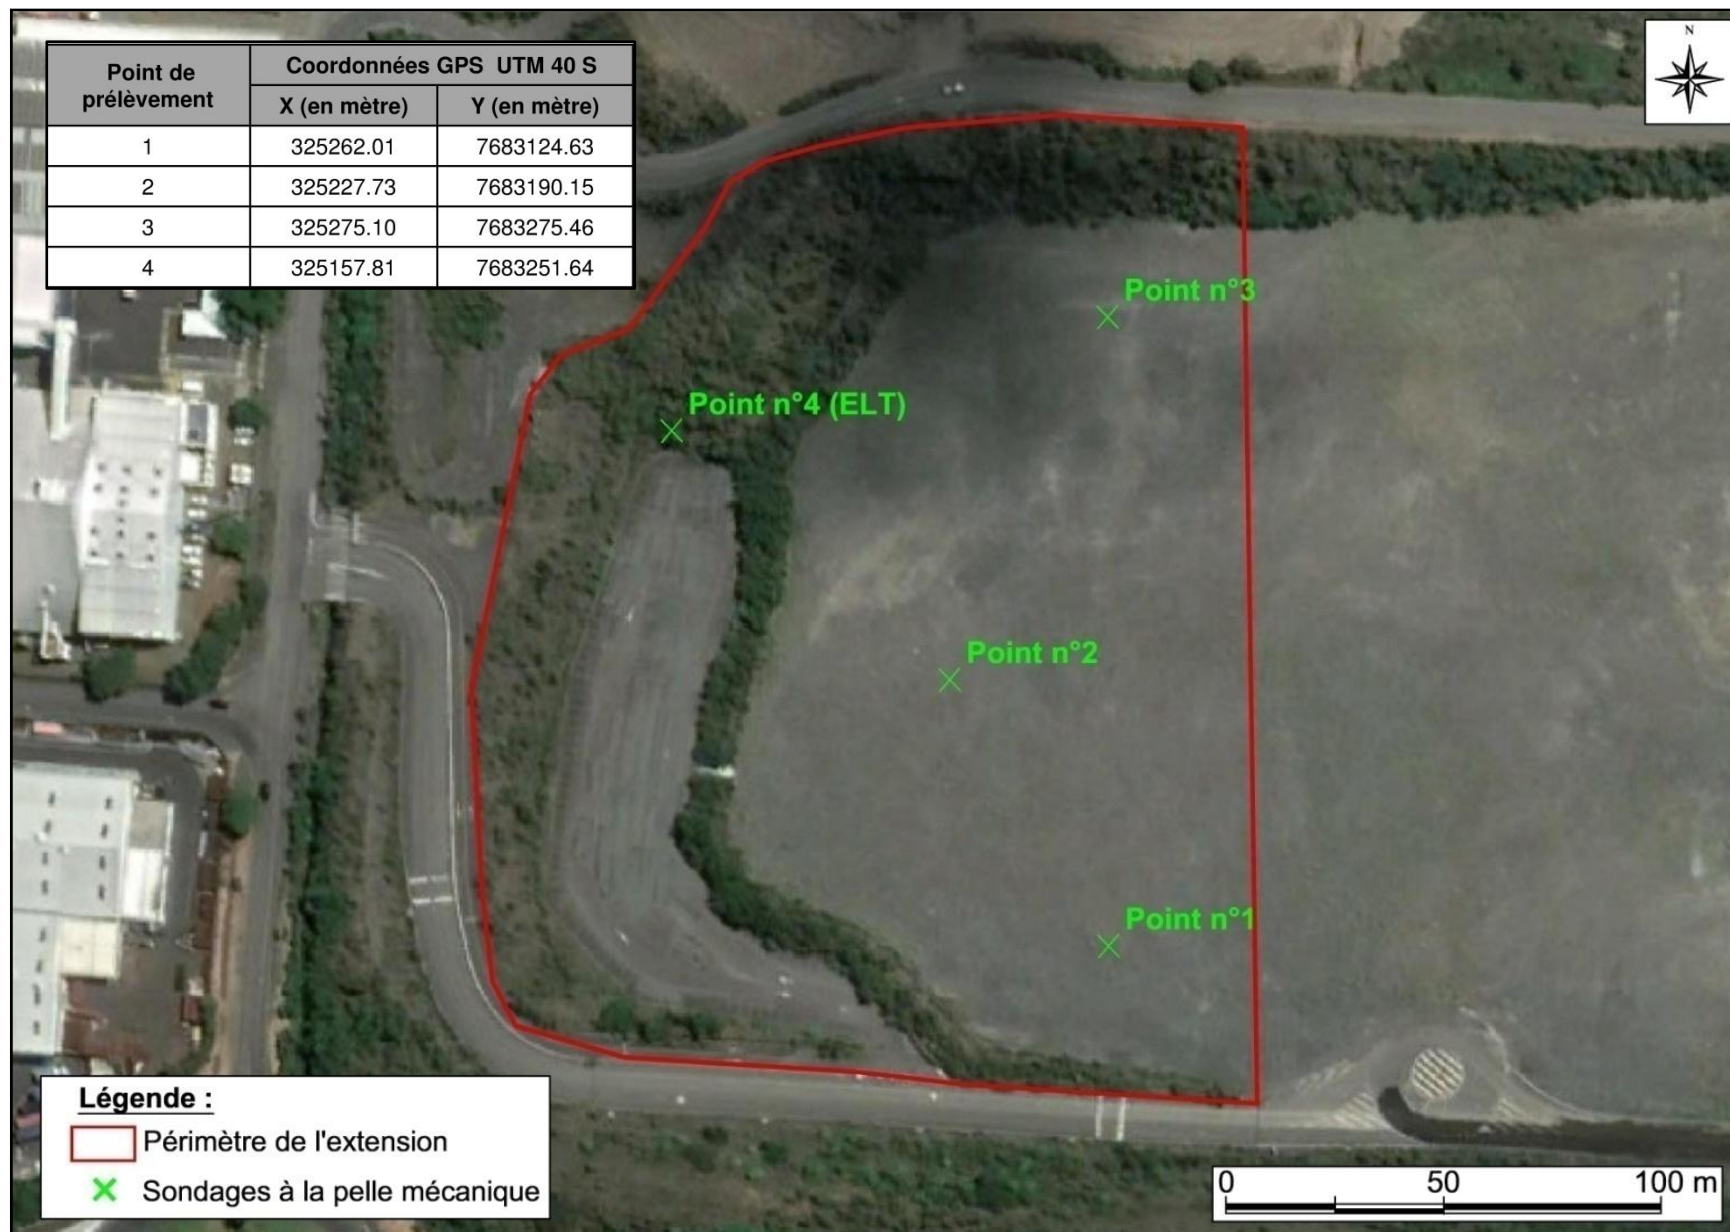 Point de prélèvement
Coordonnées GPS UTM 40 S
X (en mètre) Y (en mètre)
1 325262.01 7683124.63
2 325227.73 7683190.15
3 325275.10 7683275.46
4 325157.81 7683251.64
N
Point n°3
Point n°4 (ELT)
Point n°2
Point n°1
Légende :
Périmètre de l'extension
Sondages à la pelle mécanique
0 50 100 m